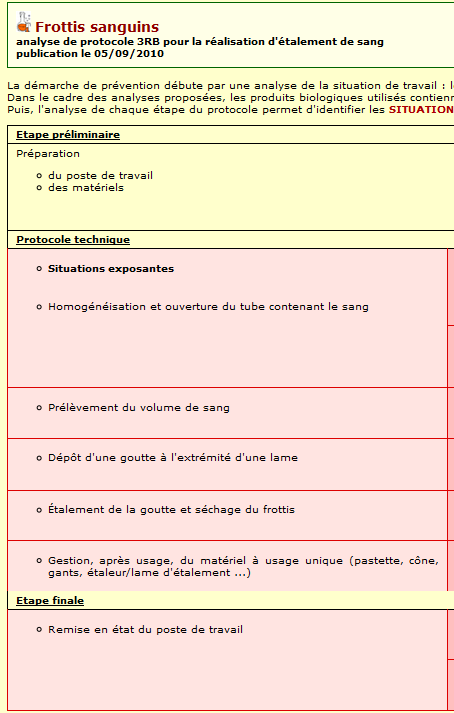 Frottis sanguins
analyse de protocole 3RB pour la réalisation d'étalement de sang
publication le 05/09/2010
La démarche de prévention débute par une analyse de la situation de travail :
Dans le cadre des analyses proposées, les produits biologiques utilisés
Puis, l'analyse de chaque étape du protocole permet d'identifier les SITUATION
Etape préliminaire
Préparation
du poste de travail
des matériels
Protocole technique
Situations exposantes
Homogénéisation et ouverture du tube contenant le sang
Prélèvement du volume de sang
Dépôt d'une goutte à l'extrémité d'une lame
Étalement de la goutte et séchage du frottis
Gestion, après usage, du matériel à usage unique (pastette, cône,
gants, étaleur/lame d'étalement ...)
Etape finale
Remise en état du poste de travail